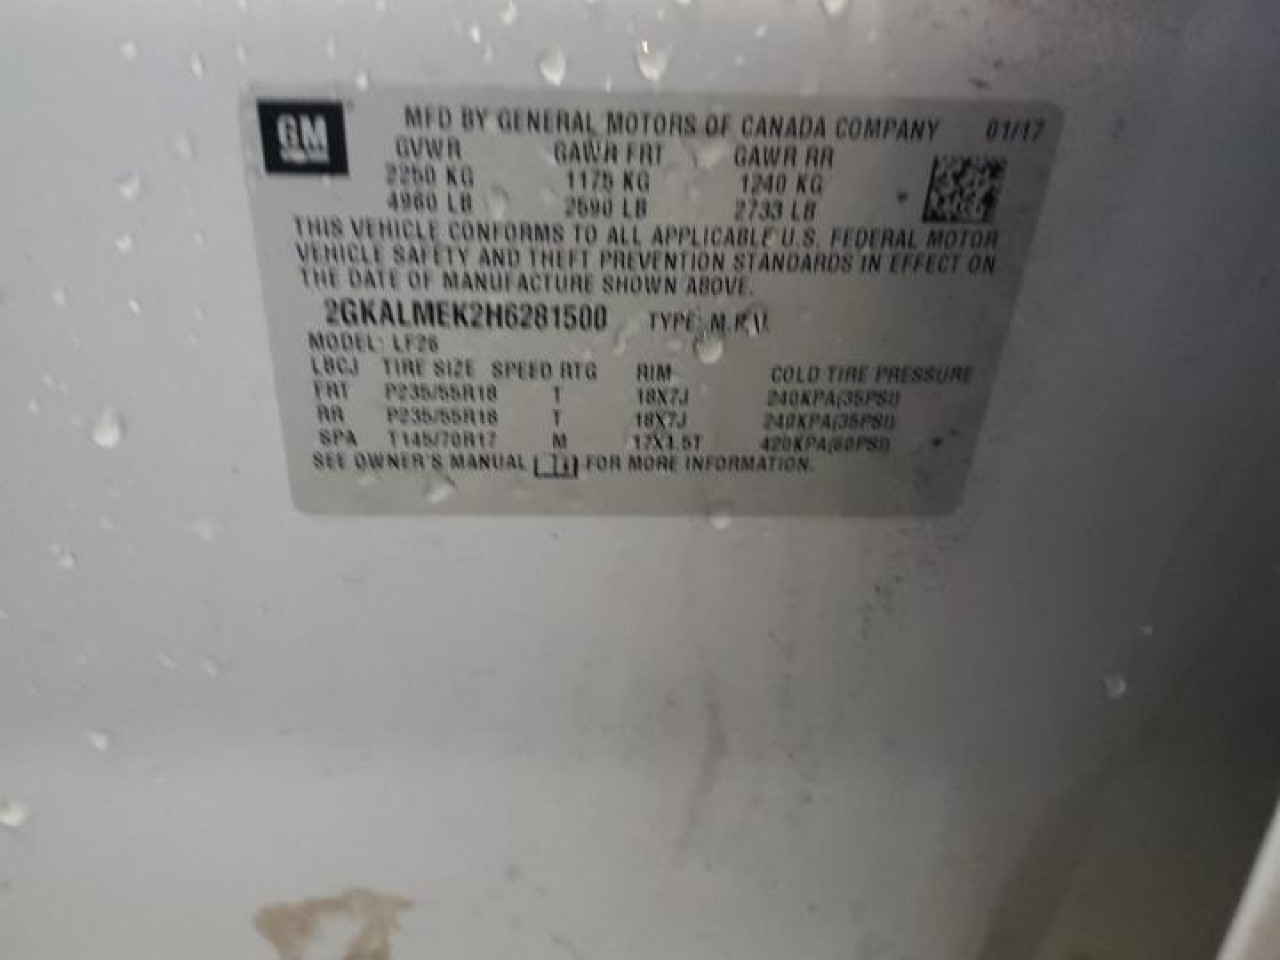 GM
MFD BY GENERAL MOTORS OF CANADA COMPANY 01/17
GVWR GAWR FRT GAWR RR
2250 KG 1175 KG 1240 KG
4960 LB 2590 LB 2733 LB
THIS VEHICLE CONFORMS TO ALL APPLICABLE U.S. FEDERAL MOTOR
VEHICLE SAFETY AND THEFT PREVENTION STANDARDS IN EFFECT ON
THE DATE OF MANUFACTURE SHOWN ABOVE.
2GKALMEK2H6281500 TYPE: M.P.V.
MODEL: LF26
LBCJ TIRE SIZE SPEED RTG RIM COLD TIRE PRESSURE
FRT P235/55R18 T 18X7J 240KPA(35PSI)
RR P235/55R18 T 18X7J 240KPA(35PSI)
SPA T145/70R17 M 420KPA(60PSI)
SEE OWNER'S MANUAL FOR MORE INFORMATION.